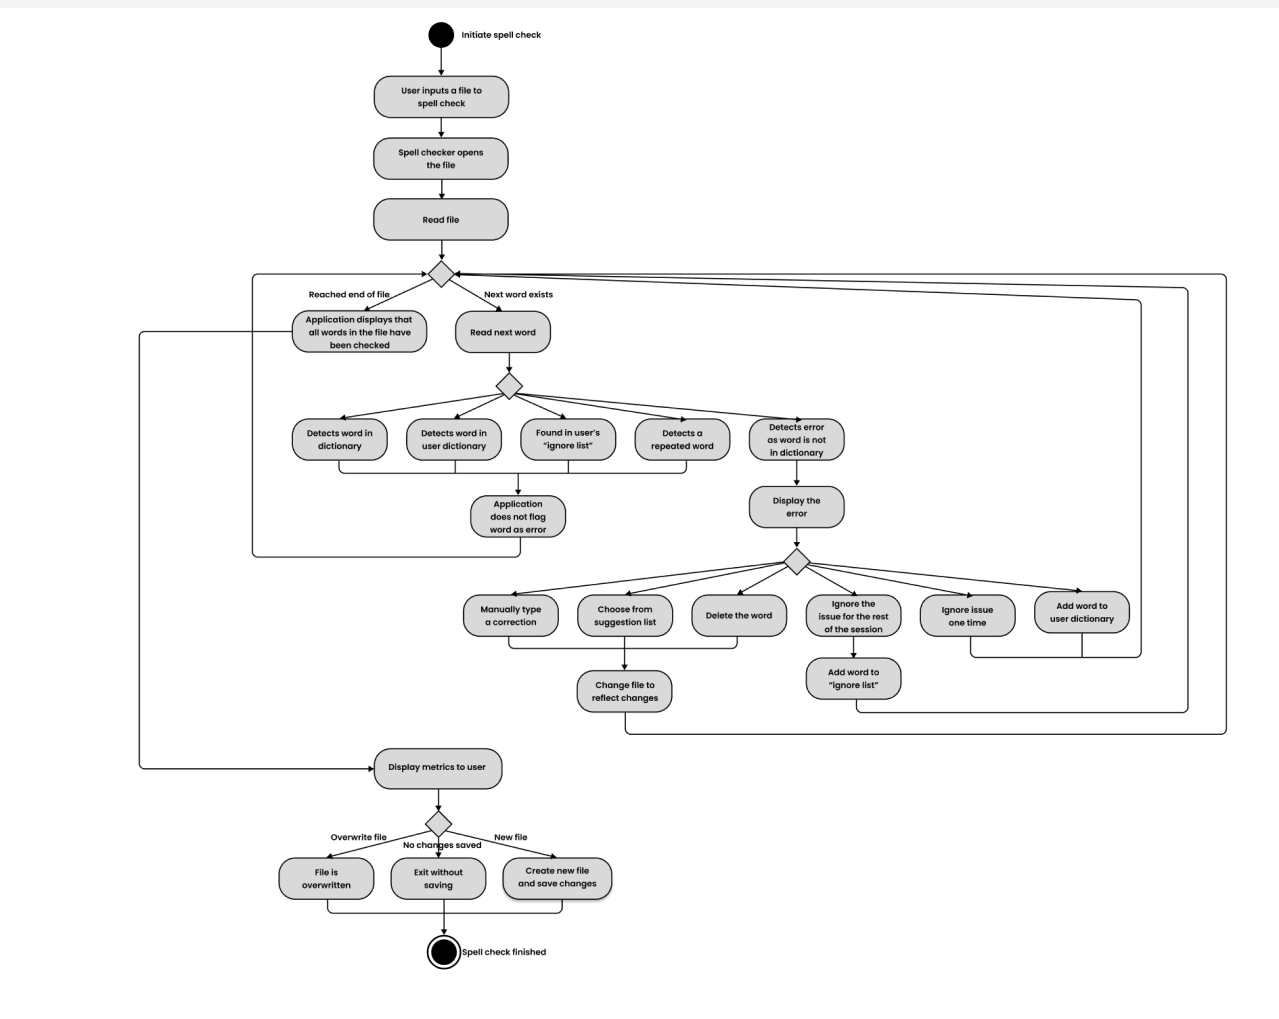 Initiate spell check
User inputs a file to
spell check
Spell checker opens
the file
Read file
Reached end of file
Next word exists
Application displays that
all words in the file have
been checked
Read next word
Detects word in
dictionary
Detects word in
user dictionary
Found in user's
"ignore list"
Detects a
repeated word
Detects error
as word is not
in dictionary
Application
does not flag
word as error
Display the
error
Manually type
a correction
Choose from
suggestion list
Delete the word
Ignore the
issue for the rest
of the session
Ignore issue
one time
Add word to
user dictionary
Change file to
reflect changes
Add word to
"ignore list"
Display metrics to user
Overwrite file
No changes saved
New file
File is
overwritten
Exit without
saving
Create new file
and save changes
Spell check finished